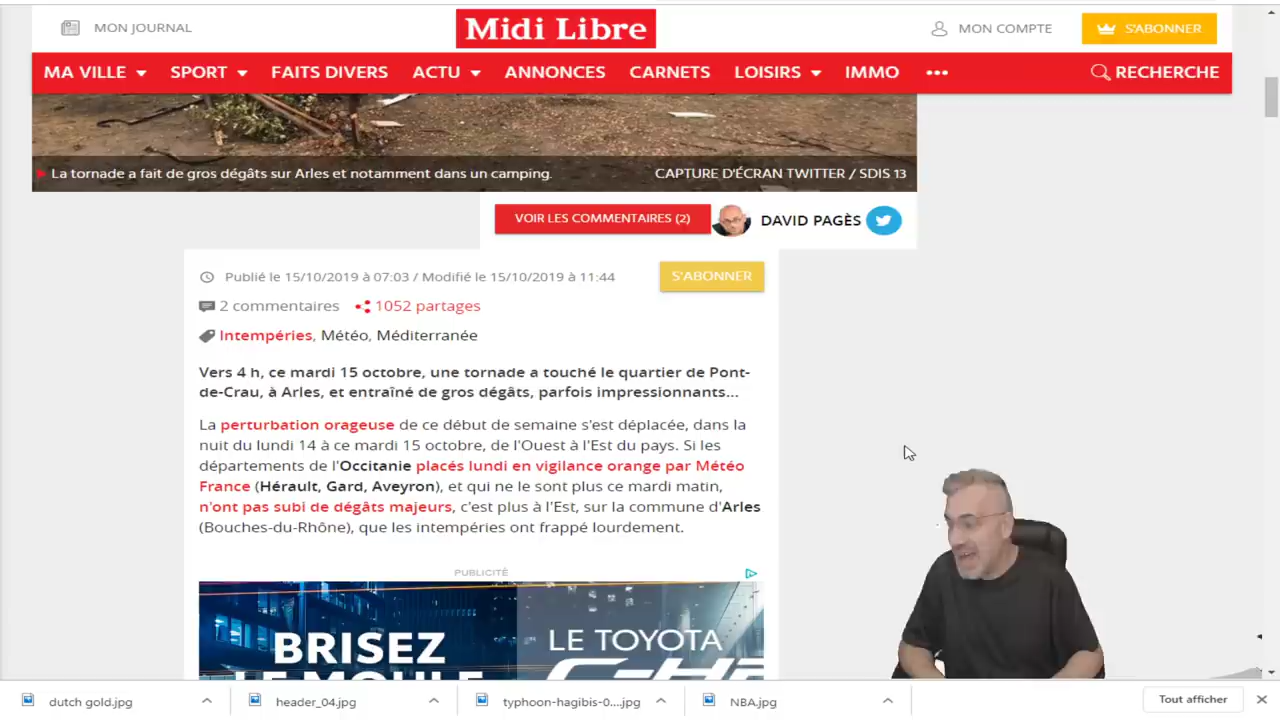 MON JOURNAL
Midi Libre
MON COMPTE
S'ABONNER
MA VILLE
SPORT
FAITS DIVERS
ACTU
ANNONCES
CARNETS
LOISIRS
IMMO
•••
RECHERCHE
La tornade a fait de gros dégâts sur Arles et notamment dans un camping.
CAPTURE D'ÉCRAN TWITTER / SDIS 13
VOIR LES COMMENTAIRES (2)
DAVID PAGÈS
Publié le 15/10/2019 à 07:03 / Modifié le 15/10/2019 à 11:44
S'ABONNER
2 commentaires
1052 partages
Intempéries, Météo, Méditerranée
Vers 4 h, ce mardi 15 octobre, une tornade a touché le quartier de Pont-
de-Crau, à Arles, et entraîné de gros dégâts, parfois impressionnants...
La perturbation orageuse de ce début de semaine s'est déplacée, dans la
nuit du lundi 14 à ce mardi 15 octobre, de l'Ouest à l'Est du pays. Si les
départements de l'Occitanie placés lundi en vigilance orange par Météo
France (Hérault, Gard, Aveyron), et qui ne le sont plus ce mardi matin,
n'ont pas subi de dégâts majeurs, c'est plus à l'Est, sur la commune d'Arles
(Bouches-du-Rhône), que les intempéries ont frappé lourdement.
PUBLICITÉ
BRISEZ
LE MOULE
LE TOYOTA
C-HR
dutch gold.jpg
header_04.jpg
typhoon-hagibis-0....jpg
NBA.jpg
Tout afficher